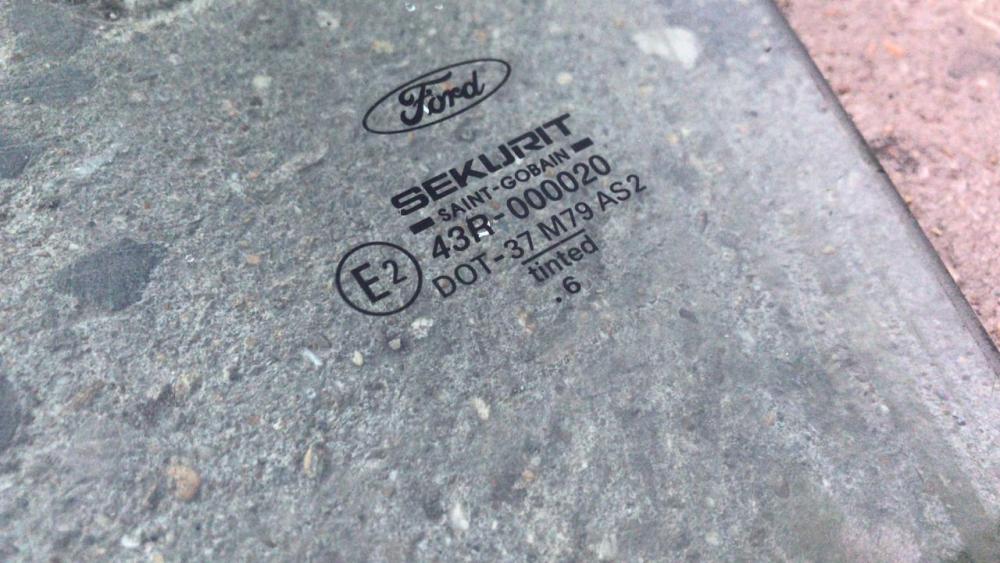 Ford
SEKURIT
SAINT-GOBAIN
43R-000020
E2
DOT-37 M79 AS2
tinted
.6